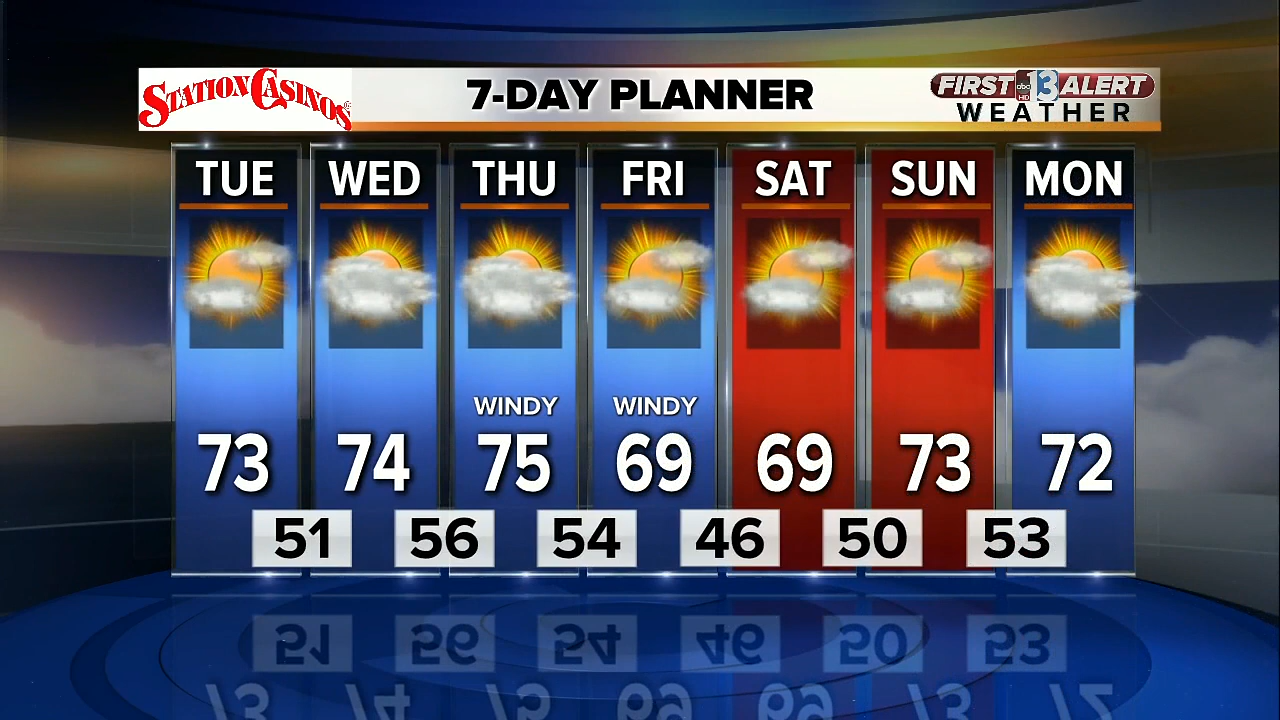 STATION CASINOS
7-DAY PLANNER
FIRST abc HD 13 ALERT
WEATHER
TUE WED THU FRI SAT SUN MON
WINDY WINDY
73 74 75 69 69 73 72
51 56 54 46 50 53